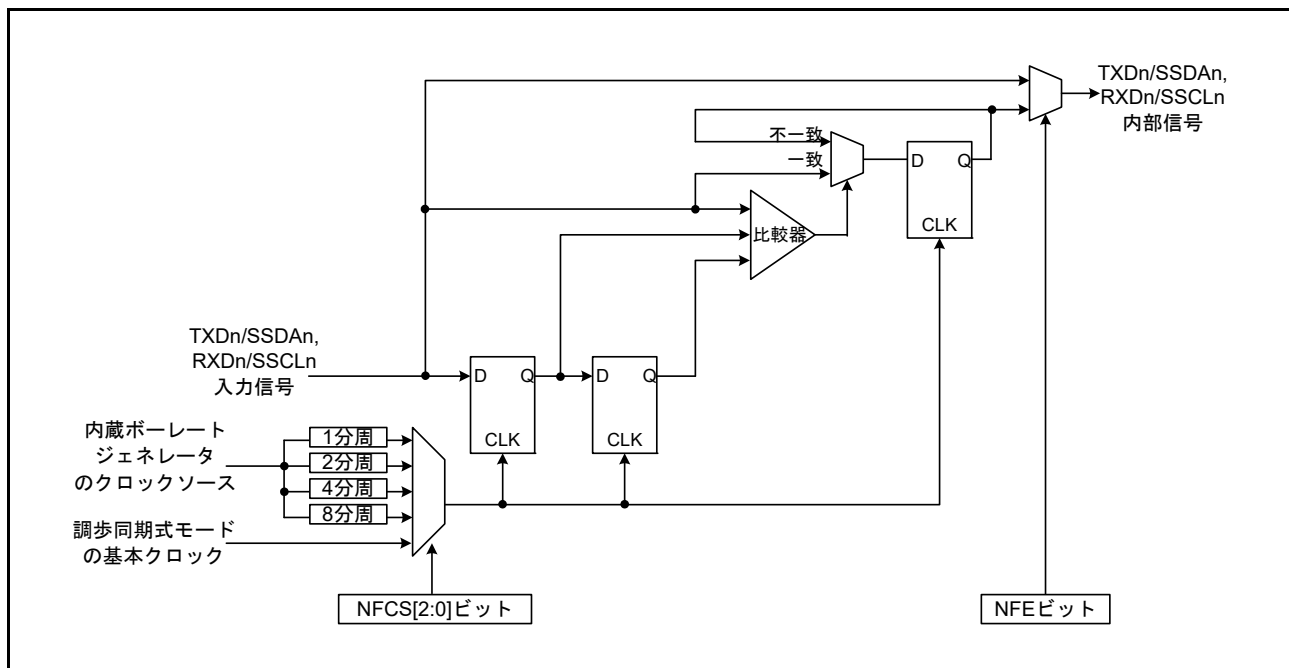 TXDn/SSDAn,
RXDn/SSCLn
内部信号
不一致
一致
D
Q
CLK
比較器
TXDn/SSDAn,
RXDn/SSCLn
入力信号
D
Q
CLK
D
Q
CLK
内蔵ボーレート
ジェネレータ
のクロックソース
1分周
2分周
4分周
8分周
調歩同期式モード
の基本クロック
NFCS[2:0]ビット
NFEビット